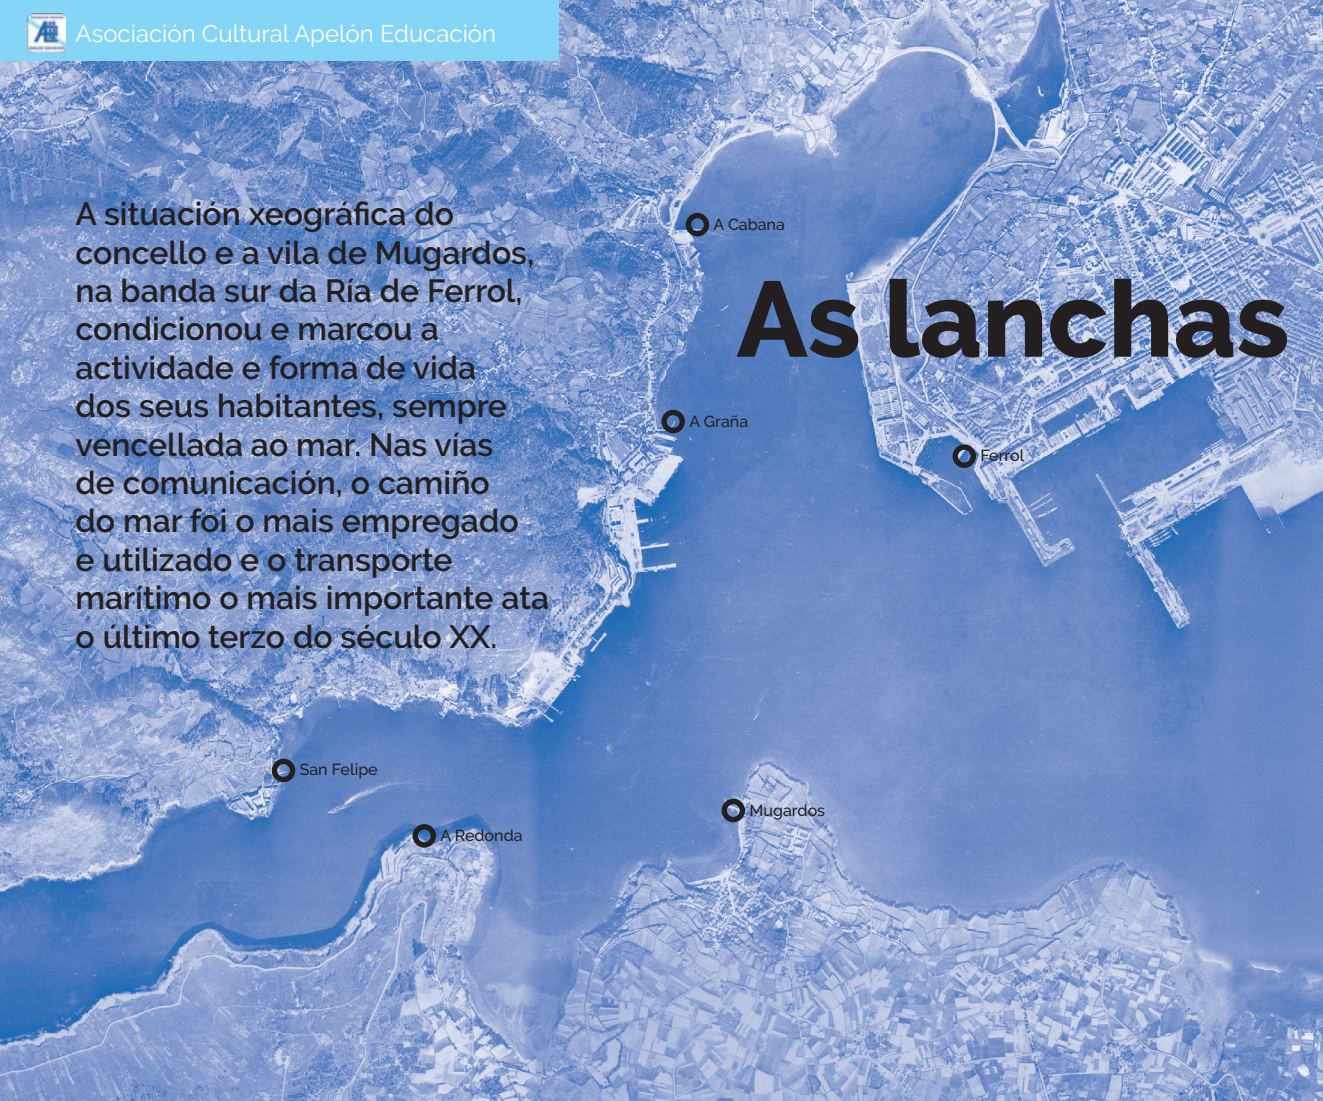 Asociación Cultural Apelón Educación
A situación xeográfica do
concello e a vila de Mugardos,
na banda sur da Ría de Ferrol,
condicionou e marcou a
actividade e forma de vida
dos seus habitantes, sempre
vencellada ao mar. Nas vías
de comunicación, o camiño
do mar foi o mais empregado
e utilizado e o transporte
marítimo o mais importante ata
o último terzo do século XX.
As lanchas
A Cabana
A Graña
Ferrol
San Felipe
A Redonda
Mugardos